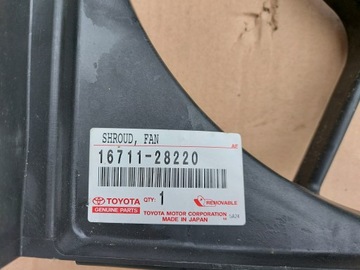 SHROUD, FAN
16711-28220
TOYOTA
GENUINE PARTS
QTY: 1
REMOVABLE
TOYOTA MOTOR CORPORATION
MADE IN JAPAN